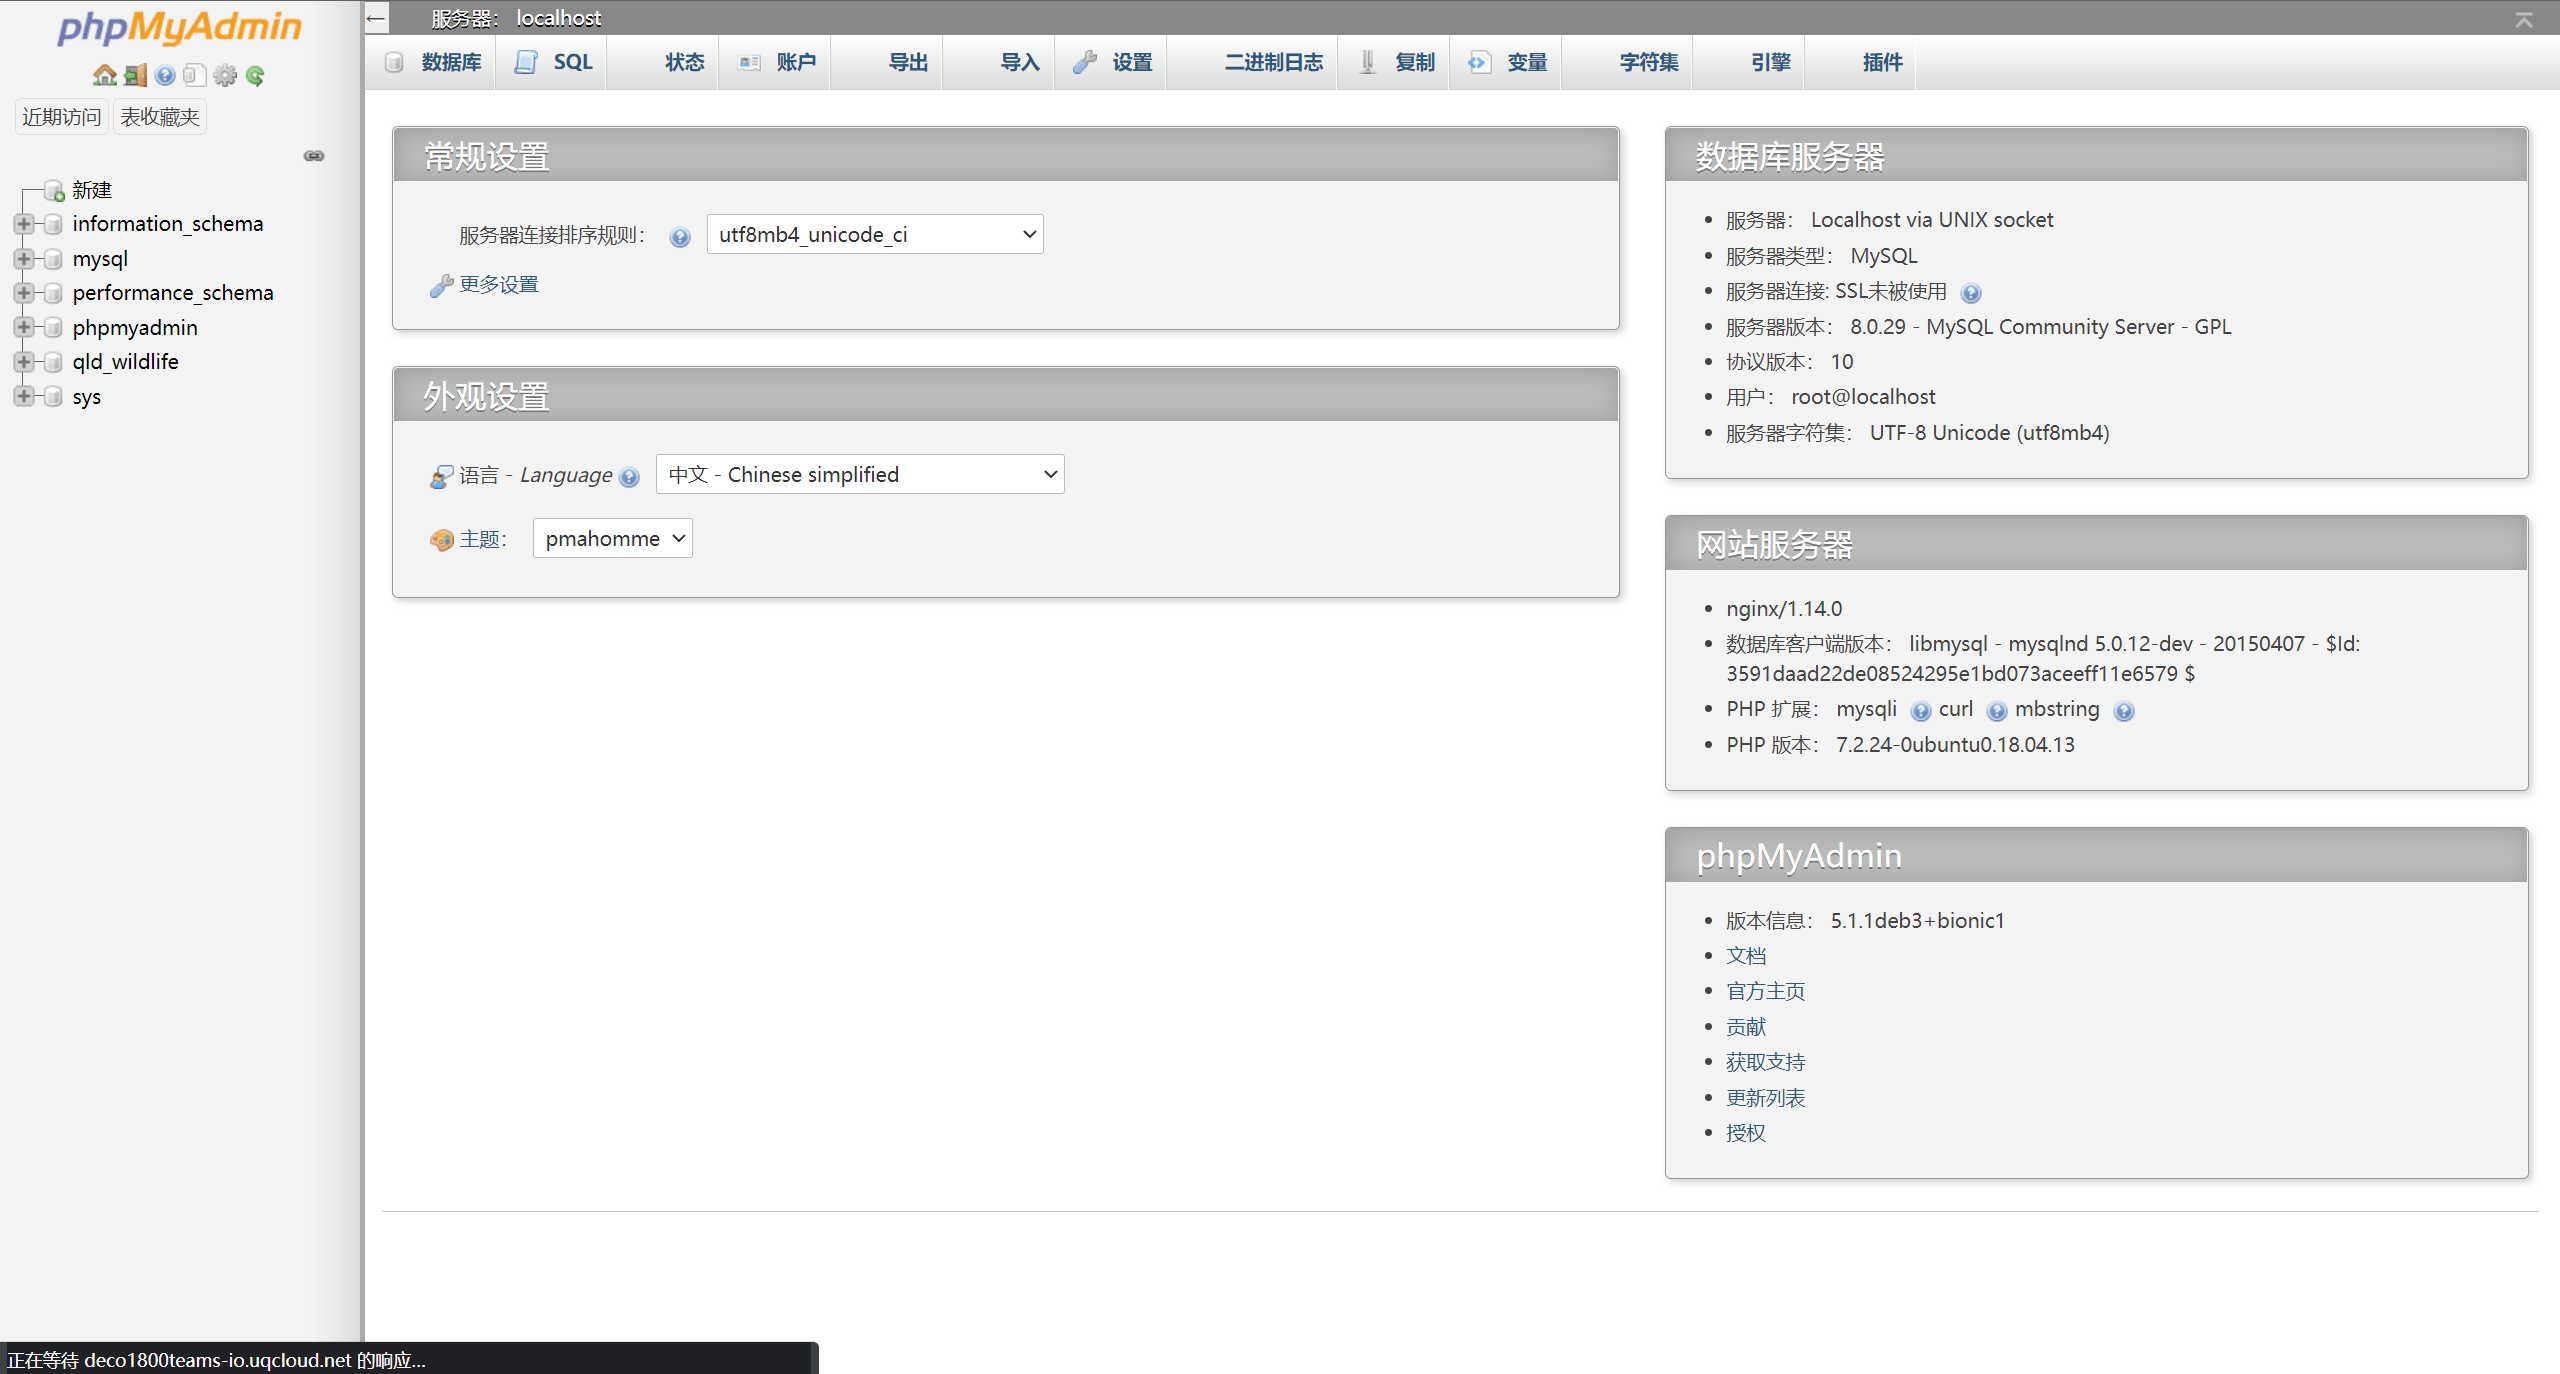 phpMyAdmin
近期访问 表收藏夹
新建
information_schema
mysql
performance_schema
phpmyadmin
qld_wildlife
sys
服务器： localhost
数据库 SQL 状态 账户 导出 导入 设置 二进制日志 复制 变量 字符集 引擎 插件
常规设置
服务器连接排序规则： utf8mb4_unicode_ci
更多设置
外观设置
语言 - Language 中文 - Chinese simplified
主题： pmahomme
数据库服务器
服务器： Localhost via UNIX socket
服务器类型： MySQL
服务器连接: SSL未被使用
服务器版本： 8.0.29 - MySQL Community Server - GPL
协议版本： 10
用户： root@localhost
服务器字符集： UTF-8 Unicode (utf8mb4)
网站服务器
nginx/1.14.0
数据库客户端版本： libmysql - mysqlnd 5.0.12-dev - 20150407 - $Id:
3591daad22de08524295e1bd073aceeff11e6579 $
PHP 扩展： mysqli curl mbstring
PHP 版本： 7.2.24-0ubuntu0.18.04.13
phpMyAdmin
版本信息： 5.1.1deb3+bionic1
文档
官方主页
贡献
获取支持
更新列表
授权
正在等待 deco1800teams-io.uqcloud.net 的响应...